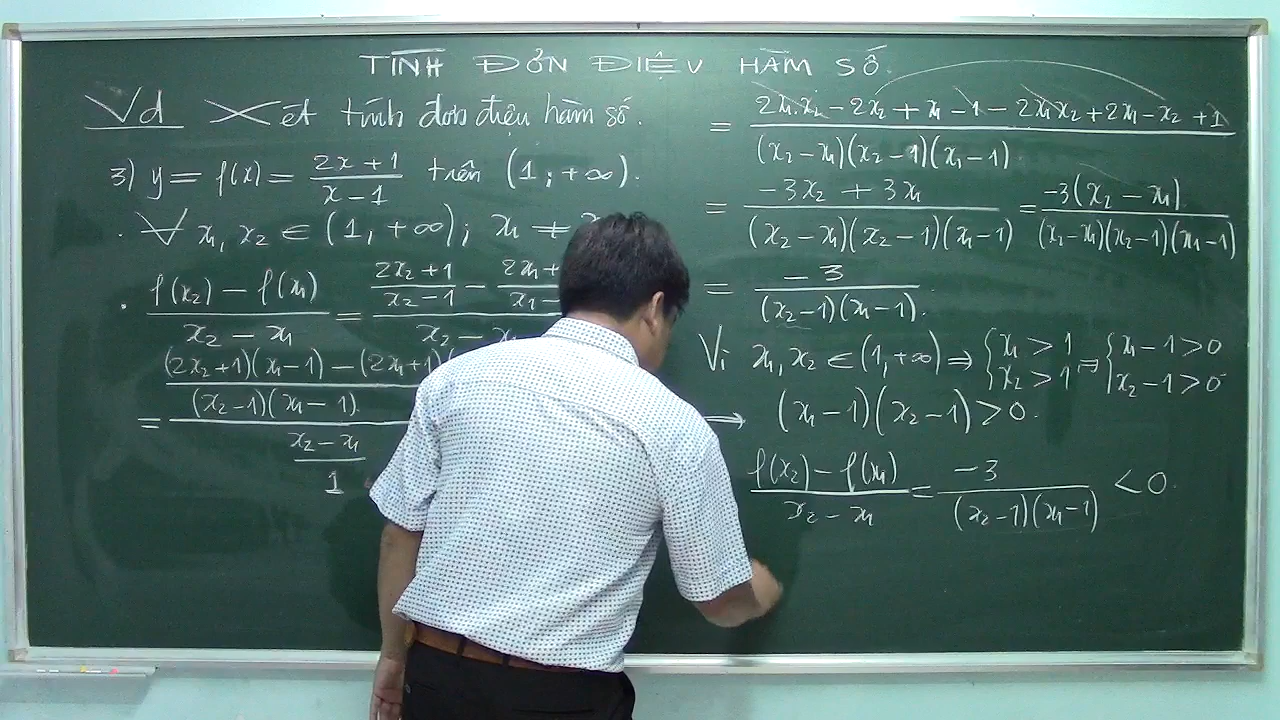 TÍNH ĐƠN ĐIỆU HÀM SỐ
Vd Xét tính đơn điệu hàm số.
3) y = f(x) = (2x+1)/(x-1) trên (1; +∞).
. ∀ x₁, x₂ ∈ (1, +∞); x₁ ≠
. (f(x₂) - f(x₁))/(x₂ - x₁) = ((2x₂+1)/(x₂-1) - (2x₁+
= (((2x₂+1)(x₁-1) - (2x₁+1)
(x₂-1)(x₁-1).
x₂ - x₁
1
= (2x₁.x₂ - 2x₂ + x₁ - 1 - 2x₁x₂ + 2x₁ - x₂ + 1)/((x₂-x₁)(x₂-1)(x₁-1))
= (-3x₂ + 3x₁)/((x₂-x₁)(x₂-1)(x₁-1)) = (-3(x₂-x₁))/((x₂-x₁)(x₂-1)(x₁-1))
= (-3)/((x₂-1)(x₁-1)).
Vì x₁, x₂ ∈ (1, +∞) ⇒ { x₁ > 1 ⇒ { x₁ - 1 > 0
x₂ > 1 x₂ - 1 > 0
⇒ (x₁-1)(x₂-1) > 0.
(f(x₂) - f(x₁))/(x₂ - x₁) = (-3)/((x₂-1)(x₁-1)) < 0.